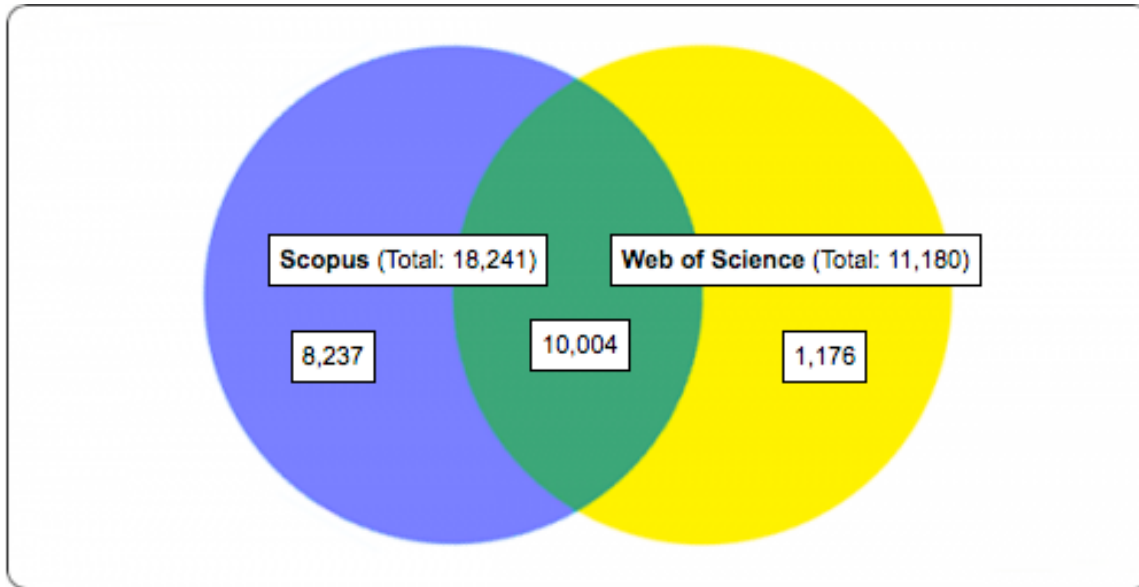 Scopus (Total: 18,241)
Web of Science (Total: 11,180)
8,237
10,004
1,176